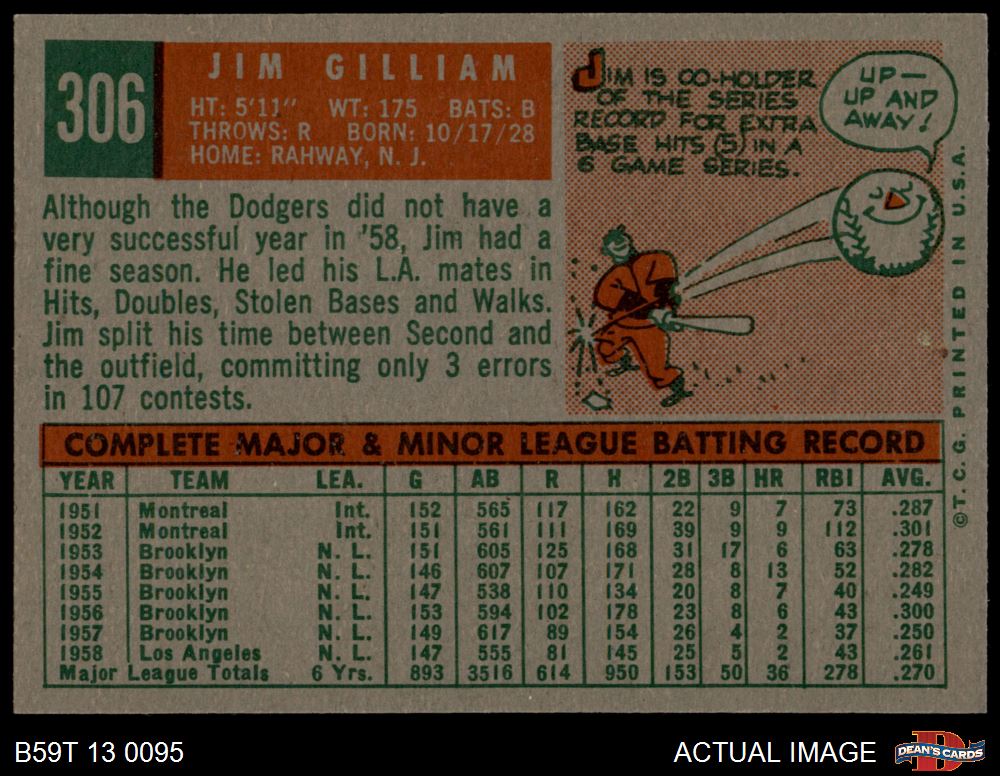 306
JIM GILLIAM
HT: 5'11" WT: 175 BATS: B
THROWS: R BORN: 10/17/28
HOME: RAHWAY, N. J.
Although the Dodgers did not have a
very successful year in '58, Jim had a
fine season. He led his L.A. mates in
Hits, Doubles, Stolen Bases and Walks.
Jim split his time between Second and
the outfield, committing only 3 errors
in 107 contests.
JIM IS CO-HOLDER
OF THE SERIES
RECORD FOR EXTRA
BASE HITS (5) IN A
6 GAME SERIES.
UP—
UP AND
AWAY!
© T. C. G. PRINTED IN U.S.A.
COMPLETE MAJOR & MINOR LEAGUE BATTING RECORD
YEAR TEAM LEA. G AB R H 2B 3B HR RBI AVG.
1951 Montreal Int. 152 565 117 162 22 9 7 73 .287
1952 Montreal Int. 151 561 111 169 39 9 9 112 .301
1953 Brooklyn N. L. 151 605 125 168 31 17 6 63 .278
1954 Brooklyn N. L. 146 607 107 171 28 8 13 52 .282
1955 Brooklyn N. L. 147 538 110 134 20 8 7 40 .249
1956 Brooklyn N. L. 153 594 102 178 23 8 6 43 .300
1957 Brooklyn N. L. 149 617 89 154 26 4 2 37 .250
1958 Los Angeles N. L. 147 555 81 145 25 5 2 43 .261
Major League Totals 6 Yrs. 893 3516 614 950 153 50 36 278 .270
B59T 13 0095
ACTUAL IMAGE
DEAN'S CARDS